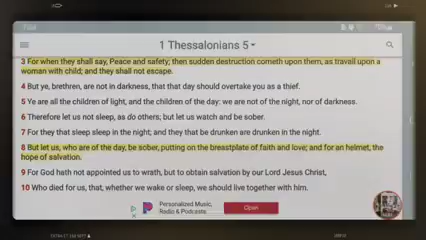 1 Thessalonians 5
3 For when they shall say, Peace and safety; then sudden destruction cometh upon them, as travail upon a
woman with child; and they shall not escape.
4 But ye, brethren, are not in darkness, that that day should overtake you as a thief.
5 Ye are all the children of light, and the children of the day: we are not of the night, nor of darkness.
6 Therefore let us not sleep, as do others; but let us watch and be sober.
7 For they that sleep sleep in the night; and they that be drunken are drunken in the night.
8 But let us, who are of the day, be sober, putting on the breastplate of faith and love; and for an helmet, the
hope of salvation.
9 For God hath not appointed us to wrath, but to obtain salvation by our Lord Jesus Christ,
10 Who died for us, that, whether we wake or sleep, we should live together with him.
Personalized Music,
Radio & Podcasts
Open